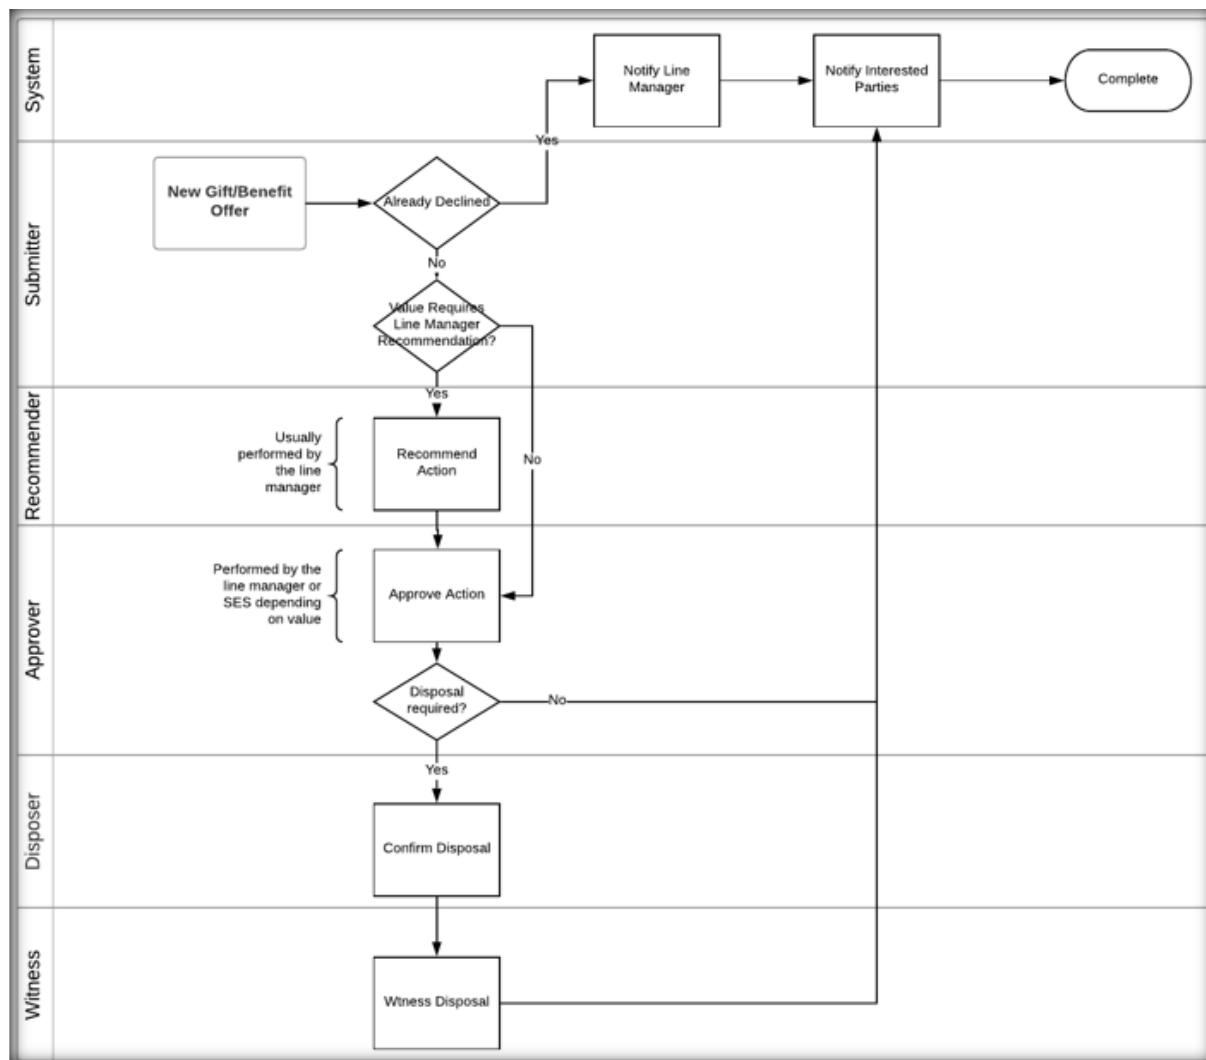 System
Notify Line
Manager
Notify Interested
Parties
Complete
Yes
Submitter
New Gift/Benefit
Offer
Already Declined
No
Value Requires
Line Manager
Recommendation?
Yes
Recommender
Usually
performed by
the line
manager
Recommend
Action
No
Approver
Performed by the
line manager or
SES depending
on value
Approve Action
Disposal
required?
No
Yes
Disposer
Confirm Disposal
Witness
Wtness Disposal